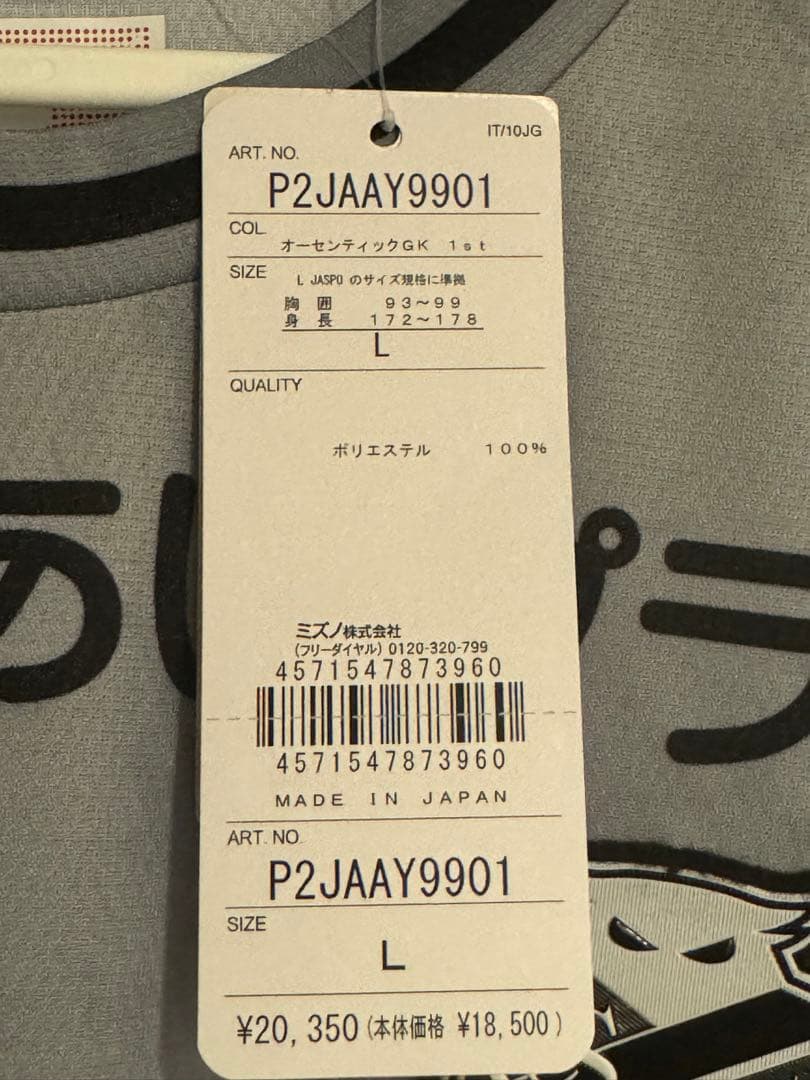 IT/10JG
ART. NO.
P2JAAY9901
COL.
オーセンティックGK 1st
SIZE
L JASPO のサイズ規格に準拠
胸 囲 93～99
身 長 172～178
L
QUALITY
ポリエステル 100%
ミズノ株式会社
(フリーダイヤル) 0120-320-799
4571547873960
4571547873960
MADE IN JAPAN
ART. NO.
P2JAAY9901
SIZE
L
¥20,350 (本体価格 ¥18,500)